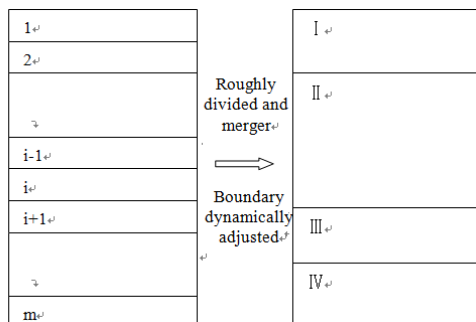 1
2
i-1
i
i+1
m
Roughly
divided and
merger
Boundary
dynamically
adjusted
Ⅰ
Ⅱ
Ⅲ
Ⅳ